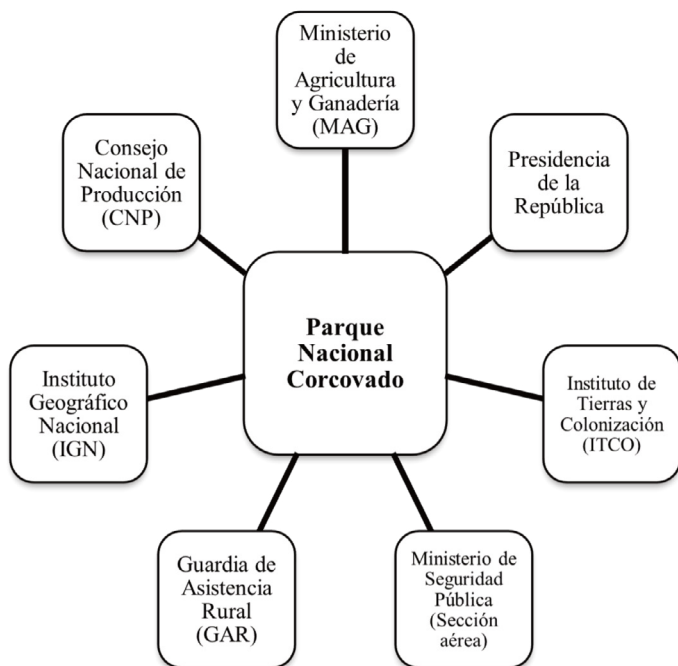 Ministerio
de
Agricultura
y Ganadería
(MAG)
Consejo
Nacional de
Producción
(CNP)
Presidencia
de la
República
Parque
Nacional
Corcovado
Instituto
Geográfico
Nacional
(IGN)
Instituto de
Tierras y
Colonización
(ITCO)
Guardia de
Asistencia
Rural
(GAR)
Ministerio de
Seguridad
Pública
(Sección
aérea)